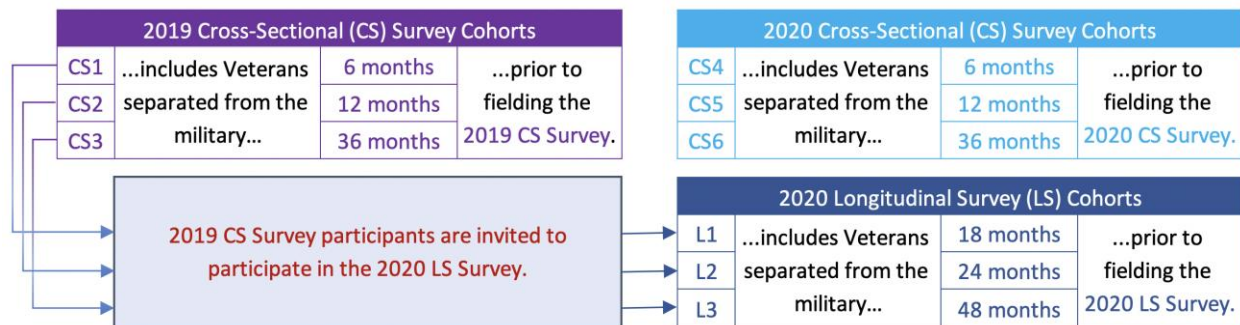 2019 Cross-Sectional (CS) Survey Cohorts
CS1
CS2
CS3
...includes Veterans
separated from the
military...
6 months
12 months
36 months
...prior to
fielding the
2019 CS Survey.
2020 Cross-Sectional (CS) Survey Cohorts
CS4
CS5
CS6
...includes Veterans
separated from the
military...
6 months
12 months
36 months
...prior to
fielding the
2020 CS Survey.
2019 CS Survey participants are invited to
participate in the 2020 LS Survey.
2020 Longitudinal Survey (LS) Cohorts
L1
L2
L3
...includes Veterans
separated from the
military...
18 months
24 months
48 months
...prior to
fielding the
2020 LS Survey.